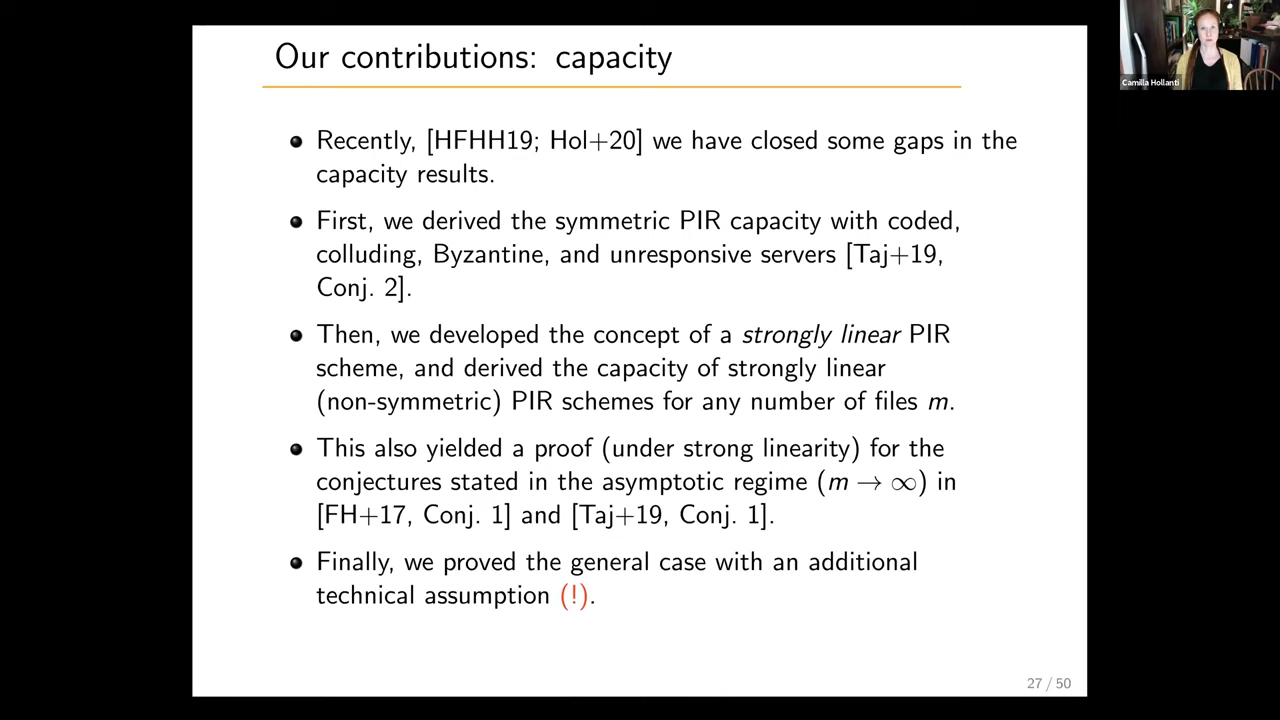 Our contributions: capacity
Camilla Hollanti
Recently, [HFHH19; Hol+20] we have closed some gaps in the
capacity results.
First, we derived the symmetric PIR capacity with coded,
colluding, Byzantine, and unresponsive servers [Taj+19,
Conj. 2].
Then, we developed the concept of a strongly linear PIR
scheme, and derived the capacity of strongly linear
(non-symmetric) PIR schemes for any number of files m.
This also yielded a proof (under strong linearity) for the
conjectures stated in the asymptotic regime (m → ∞) in
[FH+17, Conj. 1] and [Taj+19, Conj. 1].
Finally, we proved the general case with an additional
technical assumption (!).
27 / 50